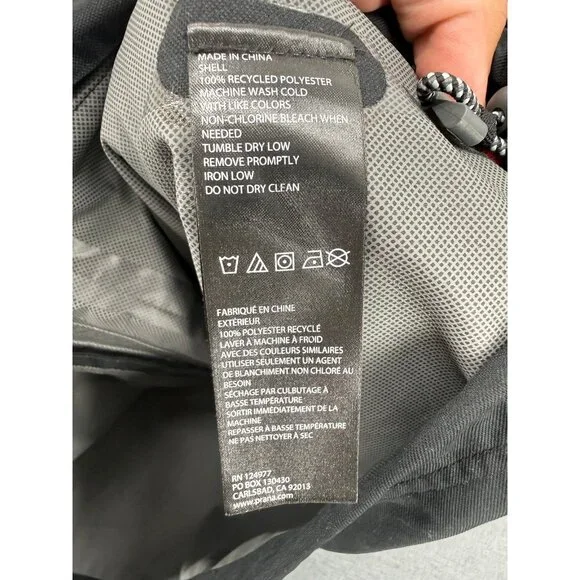 MADE IN CHINA
SHELL
100% RECYCLED POLYESTER
MACHINE WASH COLD
WITH LIKE COLORS
NON-CHLORINE BLEACH WHEN
NEEDED
TUMBLE DRY LOW
REMOVE PROMPTLY
IRON LOW
DO NOT DRY CLEAN
FABRIQUÉ EN CHINE
EXTÉRIEUR
100% POLYESTER RECYCLÉ
LAVER À MACHINE À FROID
AVEC DES COULEURS SIMILAIRES
UTILISER SEULEMENT UN AGENT
DE BLANCHIMENT NON CHLORÉ AU
BESOIN
SÉCHAGE PAR CULBUTAGE À
BASSE TEMPÉRATURE
SORTIR IMMÉDIATEMENT DE LA
MACHINE
REPASSER À BASSE TEMPÉRATURE
NE PAS NETTOYER À SEC
RN 124977
PO BOX 130430
CARLSBAD, CA 92013
www.prana.com